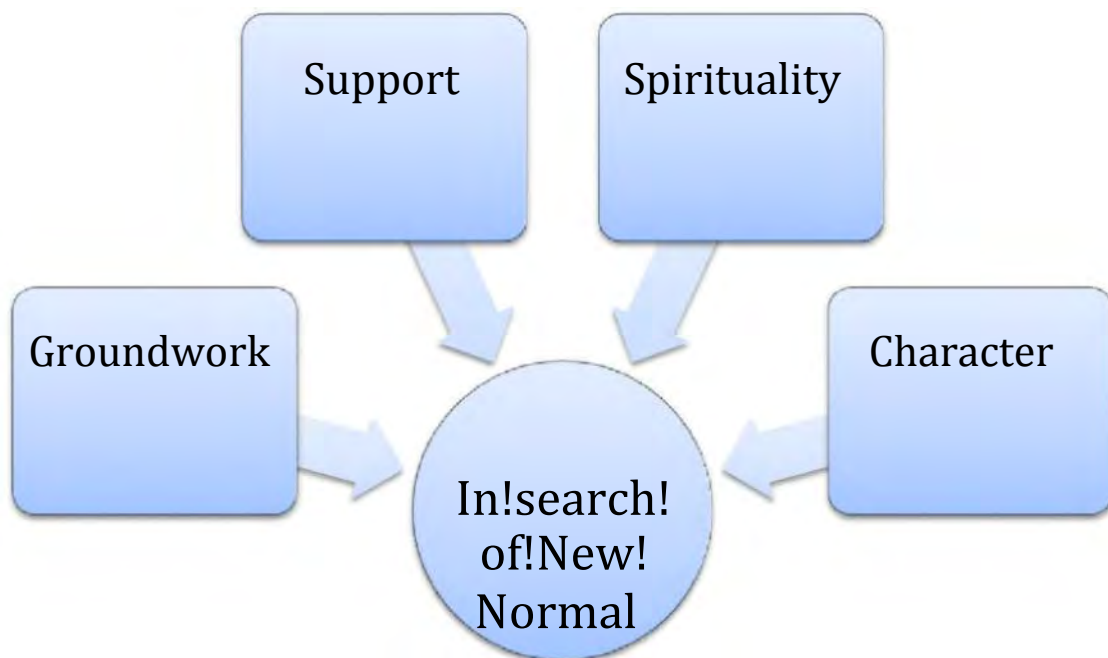 Support
Spirituality
Groundwork
Character
In!search!
of!New!
Normal